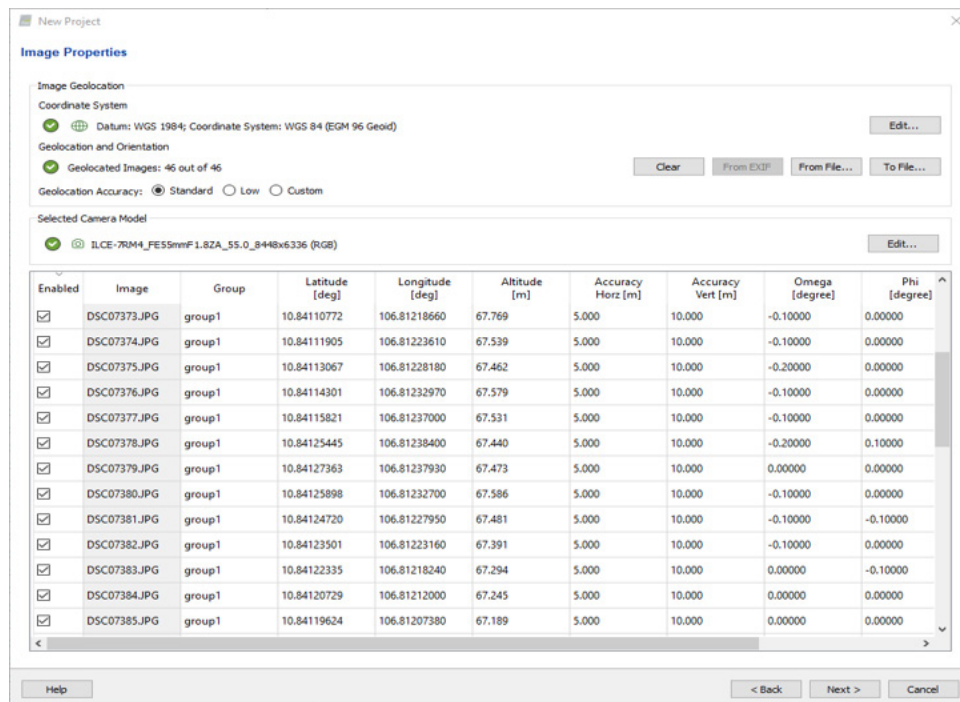 New Project
Image Properties
Image Geolocation
Coordinate System
Datum: WGS 1984; Coordinate System: WGS 84 (EGM 96 Geoid)
Edit...
Geolocation and Orientation
Geolocated Images: 46 out of 46
Clear From EXIF From File... To File...
Geolocation Accuracy: Standard Low Custom
Selected Camera Model
ILCE-7RM4_FE55mmF1.8ZA_55.0_8448x6336 (RGB)
Edit...
Enabled Image Group Latitude [deg] Longitude [deg] Altitude [m] Accuracy Horz [m] Accuracy Vert [m] Omega [degree] Phi [degree]
DSC07373.JPG group1 10.84110772 106.81218660 67.769 5.000 10.000 -0.10000 0.00000
DSC07374.JPG group1 10.84111905 106.81223610 67.539 5.000 10.000 -0.10000 0.00000
DSC07375.JPG group1 10.84113067 106.81228180 67.462 5.000 10.000 -0.20000 0.00000
DSC07376.JPG group1 10.84114301 106.81232970 67.579 5.000 10.000 -0.10000 0.00000
DSC07377.JPG group1 10.84115821 106.81237000 67.531 5.000 10.000 -0.10000 0.00000
DSC07378.JPG group1 10.84125445 106.81238400 67.440 5.000 10.000 -0.20000 0.10000
DSC07379.JPG group1 10.84127363 106.81237930 67.473 5.000 10.000 0.00000 0.00000
DSC07380.JPG group1 10.84125898 106.81232700 67.586 5.000 10.000 -0.10000 0.00000
DSC07381.JPG group1 10.84124720 106.81227950 67.481 5.000 10.000 -0.10000 -0.10000
DSC07382.JPG group1 10.84123501 106.81223160 67.391 5.000 10.000 -0.10000 0.00000
DSC07383.JPG group1 10.84122335 106.81218240 67.294 5.000 10.000 0.00000 -0.10000
DSC07384.JPG group1 10.84120729 106.81212000 67.245 5.000 10.000 0.00000 0.00000
DSC07385.JPG group1 10.84119624 106.81207380 67.189 5.000 10.000 0.00000 0.00000
Help < Back Next > Cancel